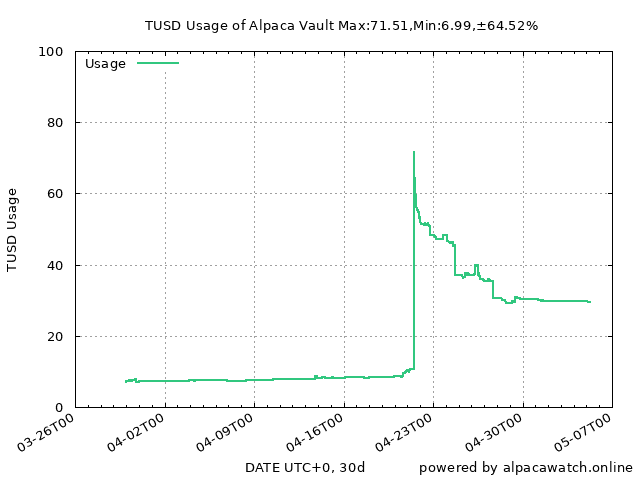 TUSD Usage of Alpaca Vault Max:71.51,Min:6.99,±64.52%
Usage
TUSD Usage
100
80
60
40
20
0
03-26T00
04-02T00
04-09T00
04-16T00
04-23T00
04-30T00
05-07T00
DATE UTC+0, 30d
powered by alpacawatch.online